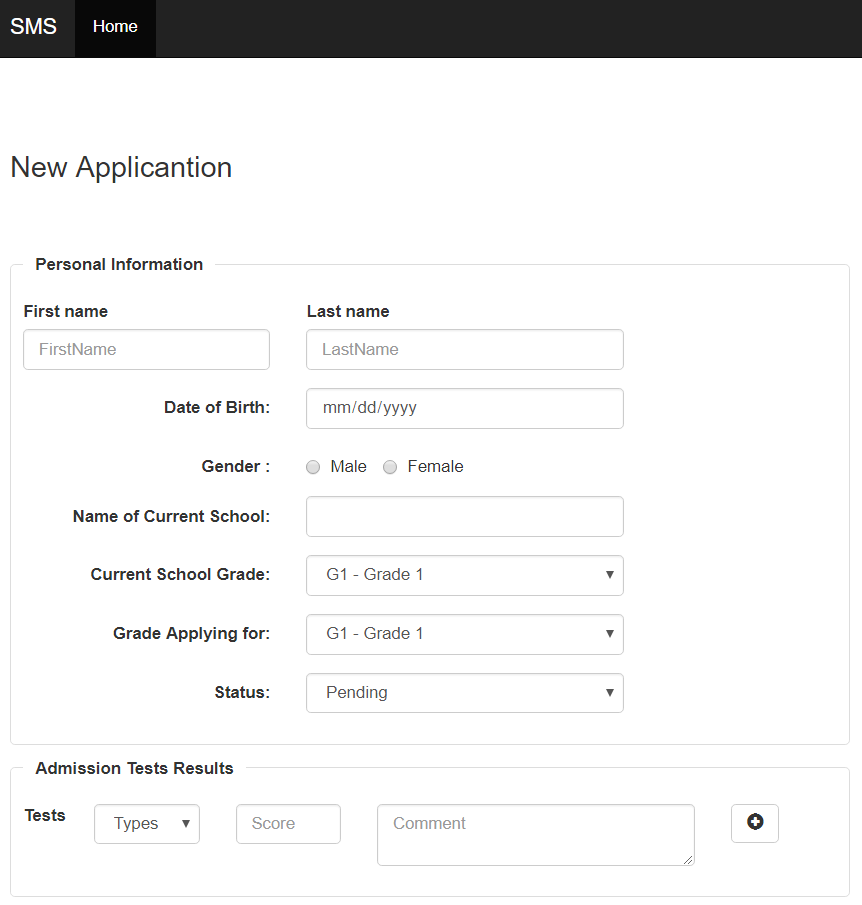 SMS Home
New Applicantion
Personal Information
First name Last name
FirstName LastName
Date of Birth: mm/dd/yyyy
Gender : Male Female
Name of Current School:
Current School Grade: G1 - Grade 1
Grade Applying for: G1 - Grade 1
Status: Pending
Admission Tests Results
Tests Types Score Comment